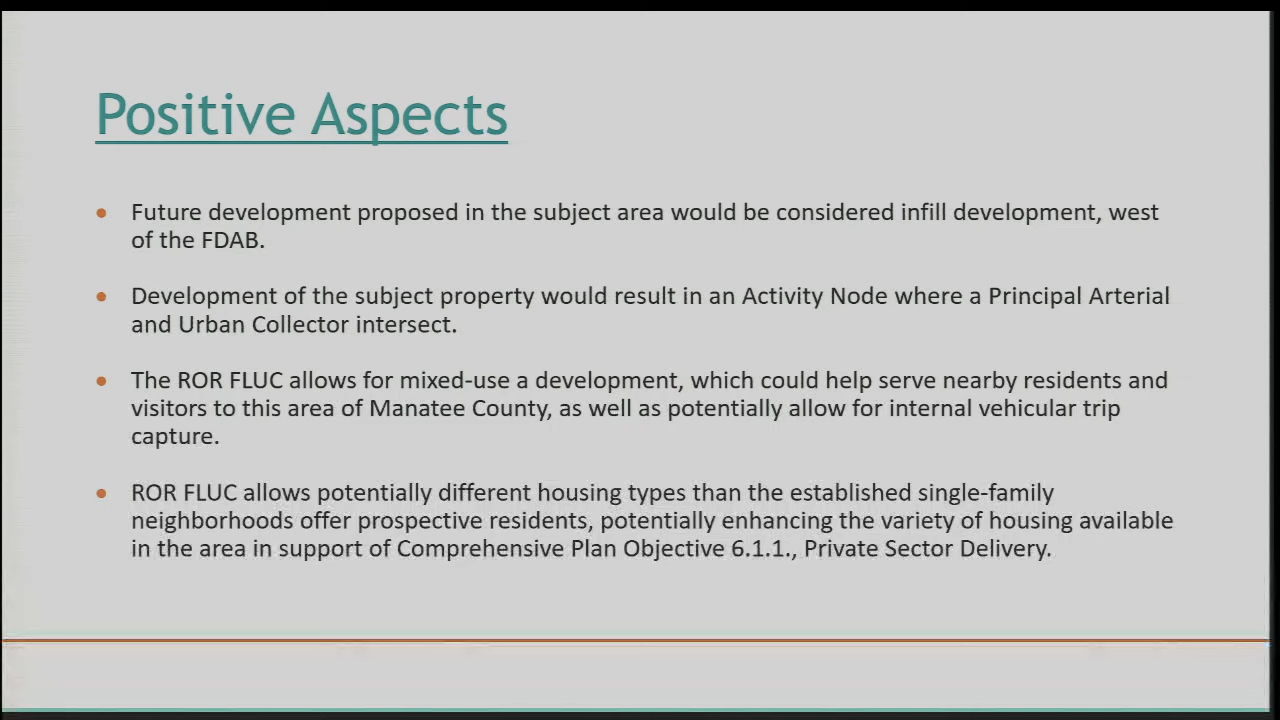 Positive Aspects
• Future development proposed in the subject area would be considered infill development, west
of the FDAB.
• Development of the subject property would result in an Activity Node where a Principal Arterial
and Urban Collector intersect.
• The ROR FLUC allows for mixed-use a development, which could help serve nearby residents and
visitors to this area of Manatee County, as well as potentially allow for internal vehicular trip
capture.
• ROR FLUC allows potentially different housing types than the established single-family
neighborhoods offer prospective residents, potentially enhancing the variety of housing available
in the area in support of Comprehensive Plan Objective 6.1.1., Private Sector Delivery.